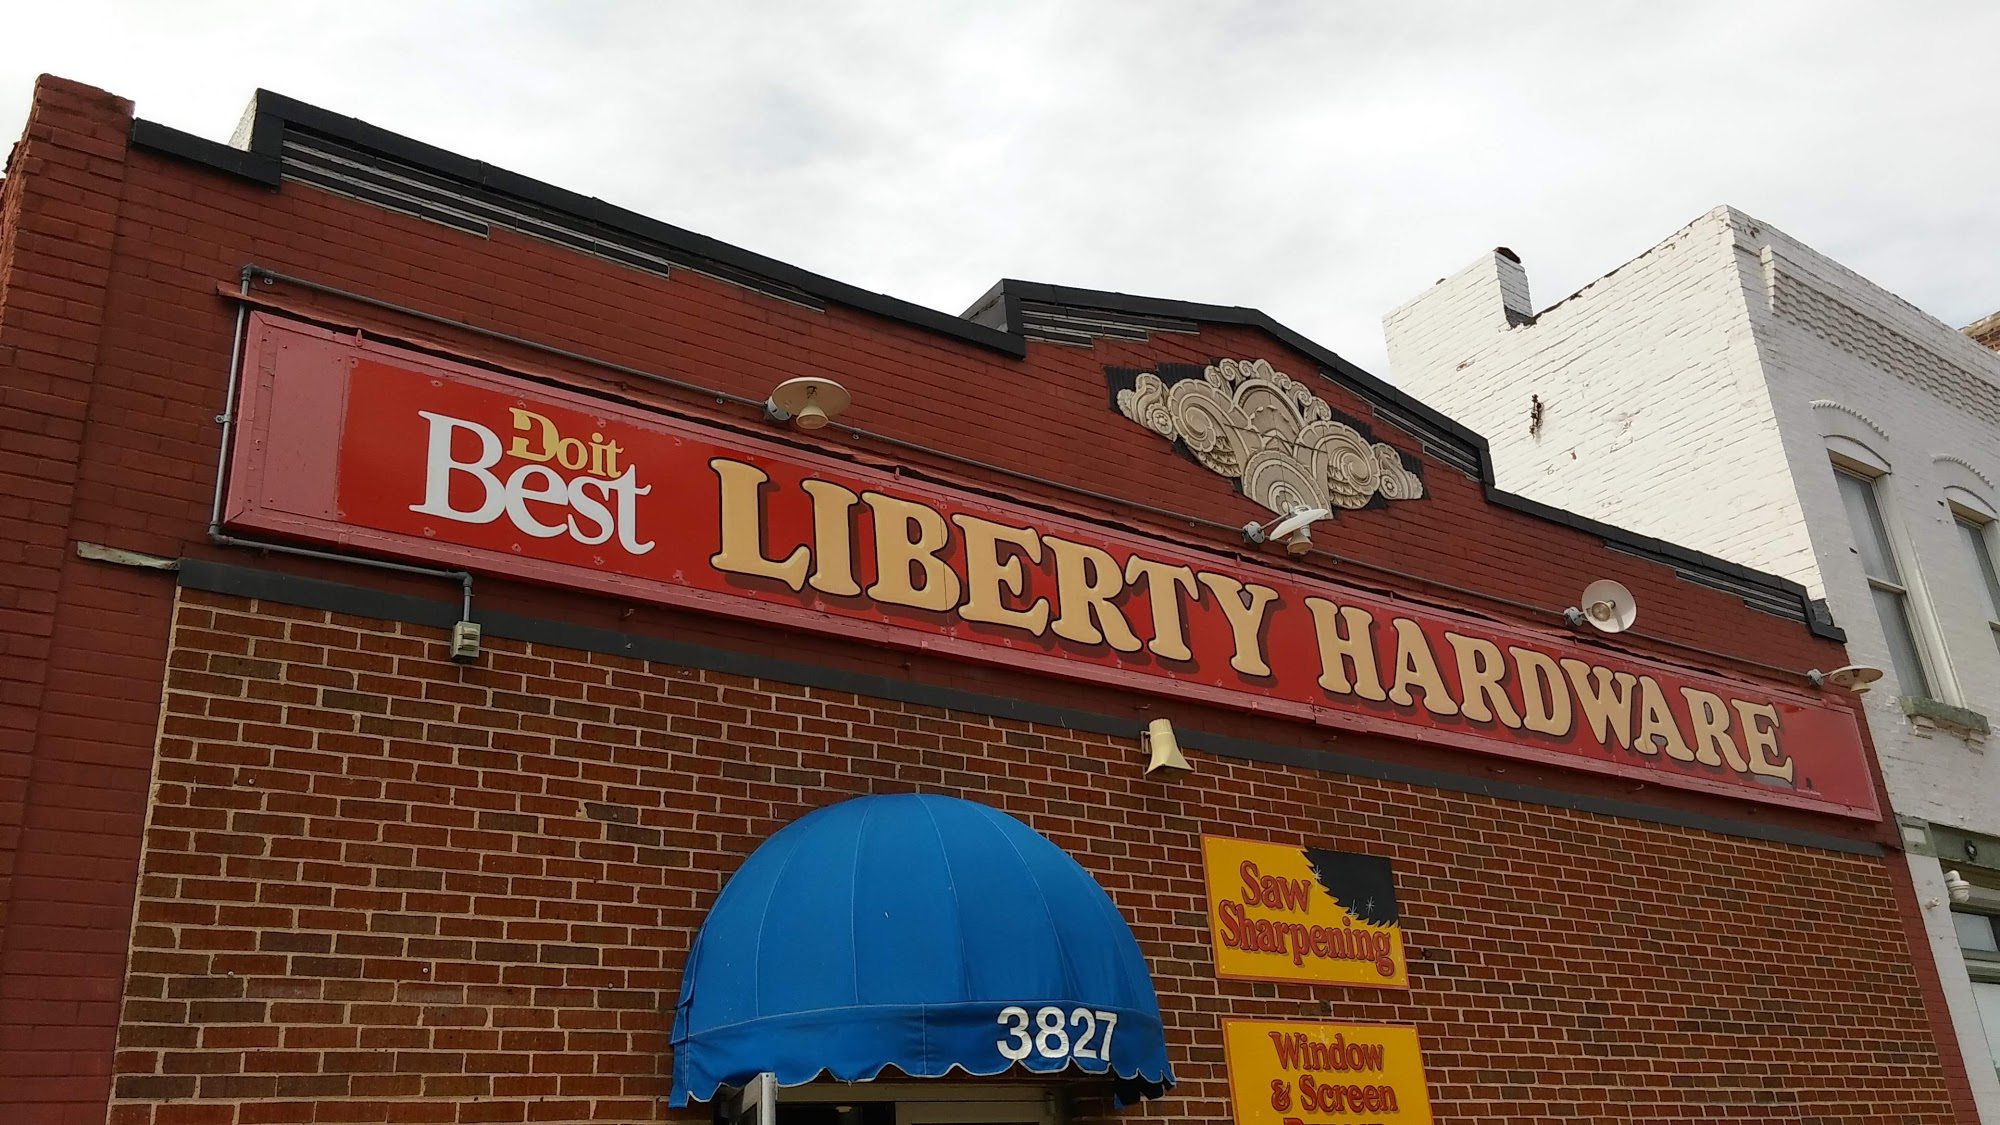 Do it
Best
LIBERTY HARDWARE
3827
Saw
Sharpening
Window
& Screen